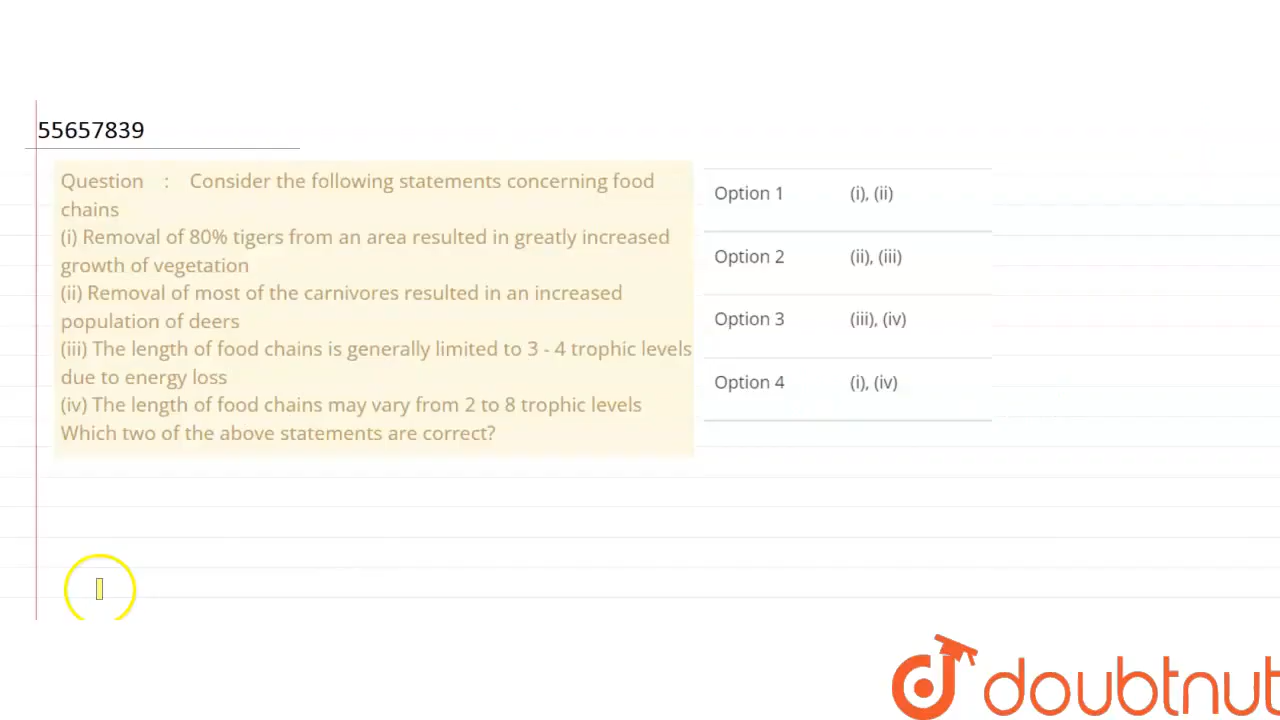 55657839
Question : Consider the following statements concerning food
chains
(i) Removal of 80% tigers from an area resulted in greatly increased
growth of vegetation
(ii) Removal of most of the carnivores resulted in an increased
population of deers
(iii) The length of food chains is generally limited to 3 - 4 trophic levels
due to energy loss
(iv) The length of food chains may vary from 2 to 8 trophic levels
Which two of the above statements are correct?
Option 1 (i), (ii)
Option 2 (ii), (iii)
Option 3 (iii), (iv)
Option 4 (i), (iv)
doubtnut